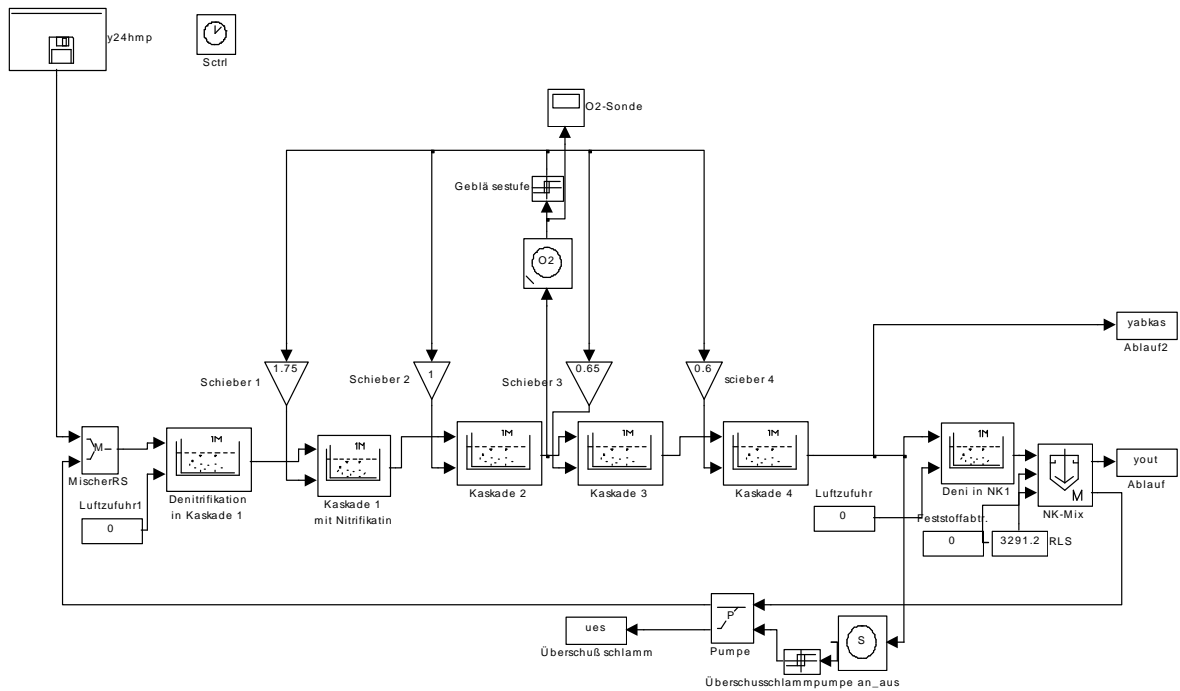 y24hmp
Sctrl
O2-Sonde
Geblä sestufe
O2
yabkas
Ablauf2
1.75
1
0.65
0.6
Schieber 1
Schieber 2
Schieber 3
scieber 4
M
1M
1M
1M
1M
1M
1M
MischerRS
Denitrifikation
in Kaskade 1
Kaskade 1
mit Nitrifikatin
Kaskade 2
Kaskade 3
Kaskade 4
Deni in NK1
M
NK-Mix
yout
Ablauf
Luftzufuhr1
0
Luftzufuhr
0
Feststoffabtr.
0
3291.2
RLS
P
Pumpe
ues
Überschuß schlamm
S
Überschusschlammpumpe an_aus